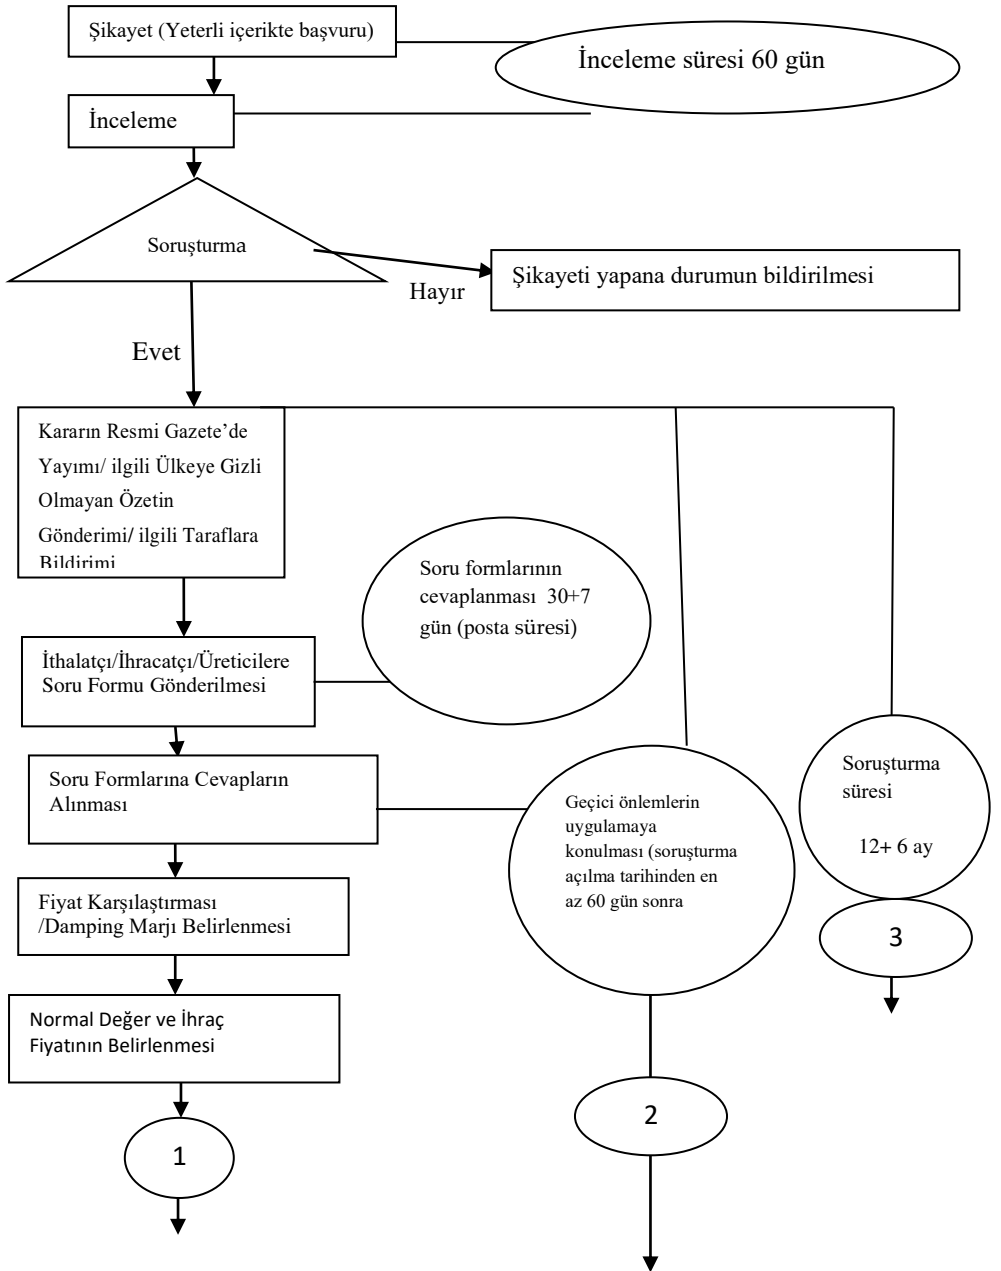 Şikayet (Yeterli içerikte başvuru)
İnceleme süresi 60 gün
İnceleme
Soruşturma
Şikayeti yapana durumun bildirilmesi
Hayır
Evet
Kararın Resmi Gazete’de
Yayımı/ ilgili Ülkeye Gizli
Olmayan Özetin
Gönderimi/ ilgili Taraflara
Bildirimi
Soru formlarının
cevaplanması 30+7
gün (posta süresi)
İthalatçı/İhracatçı/Üreticilere
Soru Formu Gönderilmesi
Soru Formlarına Cevapların
Alınması
Geçici önlemlerin
uygulamaya
konulması (soruşturma
açılma tarihinden en
az 60 gün sonra
Soruşturma
süresi
12+ 6 ay
Fiyat Karşılaştırması
/Damping Marjı Belirlenmesi
3
Normal Değer ve İhraç
Fiyatının Belirlenmesi
2
1